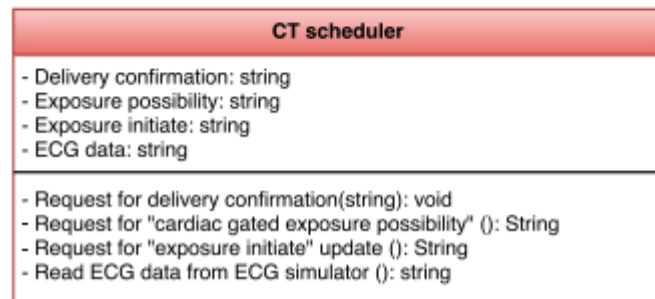 CT scheduler
- Delivery confirmation: string
- Exposure possibility: string
- Exposure initiate: string
- ECG data: string
- Request for delivery confirmation(string): void
- Request for "cardiac gated exposure possibility" (): String
- Request for "exposure initiate" update (): String
- Read ECG data from ECG simulator (): string